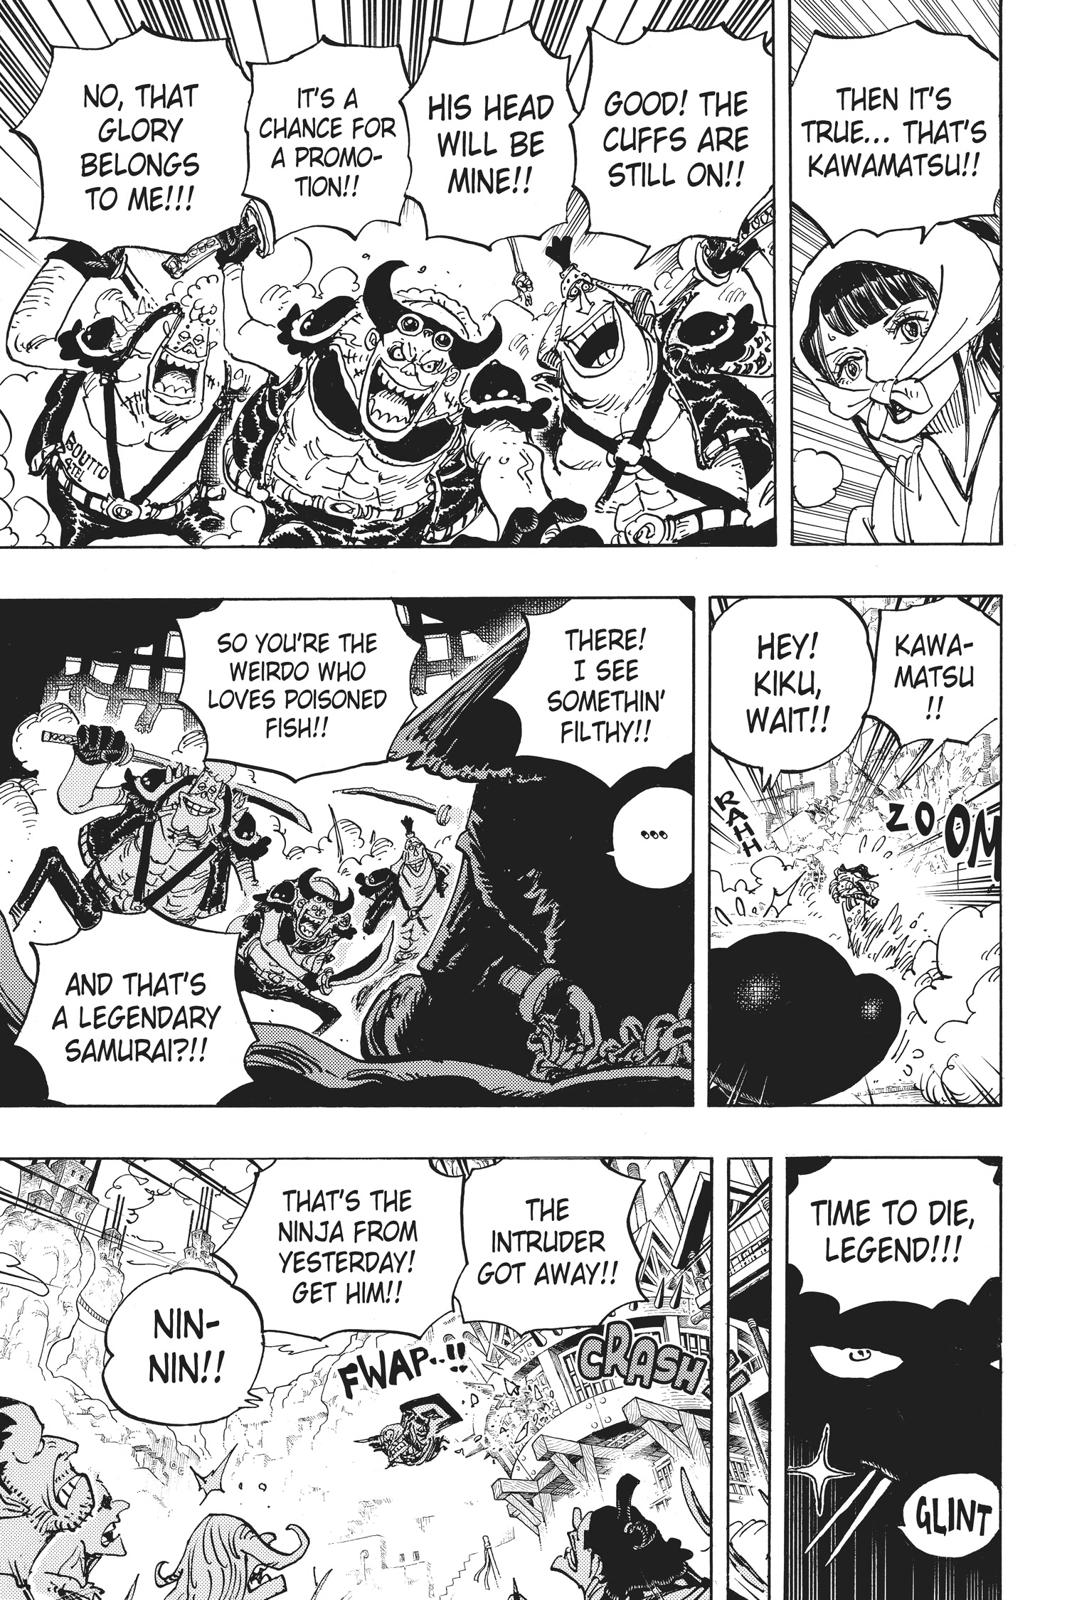 THEN IT'S
TRUE... THAT'S
KAWAMATSU!!
GOOD! THE
CUFFS ARE
STILL ON!!
HIS HEAD
WILL BE
MINE!!
IT'S A
CHANCE FOR
A PROMO-
TION!!
NO, THAT
GLORY
BELONGS
TO ME!!!
SOUTTO
4TH
KAWA-
MATSU
!!
HEY!
KIKU,
WAIT!!
ZOOM
RAHH
THERE!
I SEE
SOMETHIN'
FILTHY!!
SO YOU'RE THE
WEIRDO WHO
LOVES POISONED
FISH!!
...
AND THAT'S
A LEGENDARY
SAMURAI?!!
TIME TO DIE,
LEGEND!!!
GLINT
CRASH!!
THE
INTRUDER
GOT AWAY!!
THAT'S THE
NINJA FROM
YESTERDAY!
GET HIM!!
FWAP..!!
NIN-
NIN!!